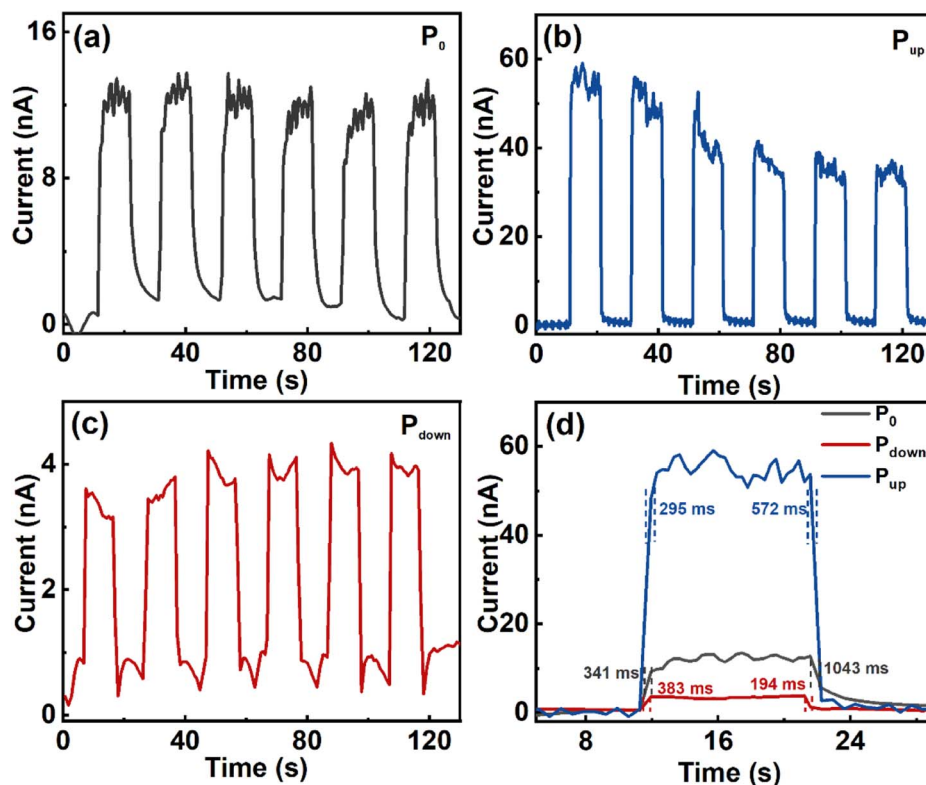 (a)
P0
16
8
0
Current (nA)
0 40 80 120
Time (s)
(b)
Pup
60
40
20
0
Current (nA)
0 40 80 120
Time (s)
(c)
Pdown
4
2
0
Current (nA)
0 40 80 120
Time (s)
(d)
P0
Pdown
Pup
60
40
20
0
Current (nA)
295 ms 572 ms
341 ms 1043 ms
383 ms 194 ms
8 16 24
Time (s)